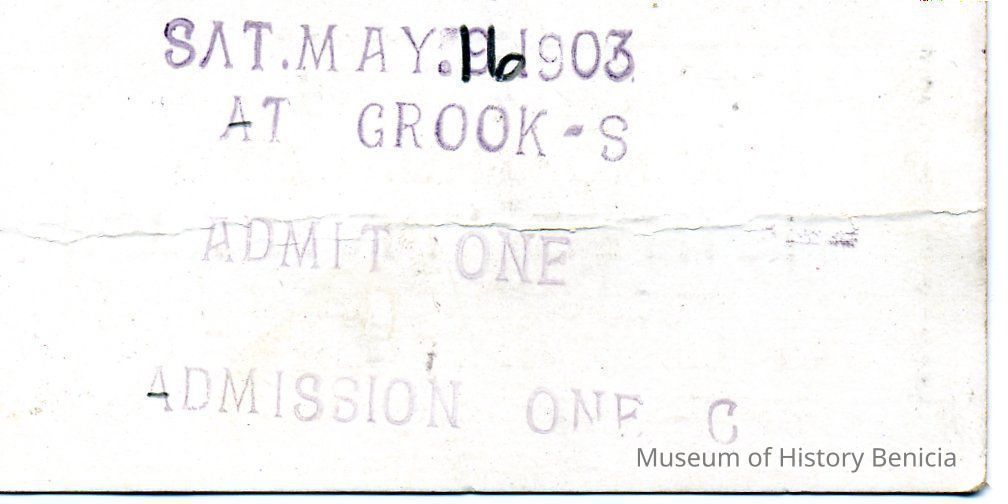 SAT. MAY. 16 1903
AT GROOK-S
ADMIT ONE
ADMISSION ONE C
Museum of History Benicia